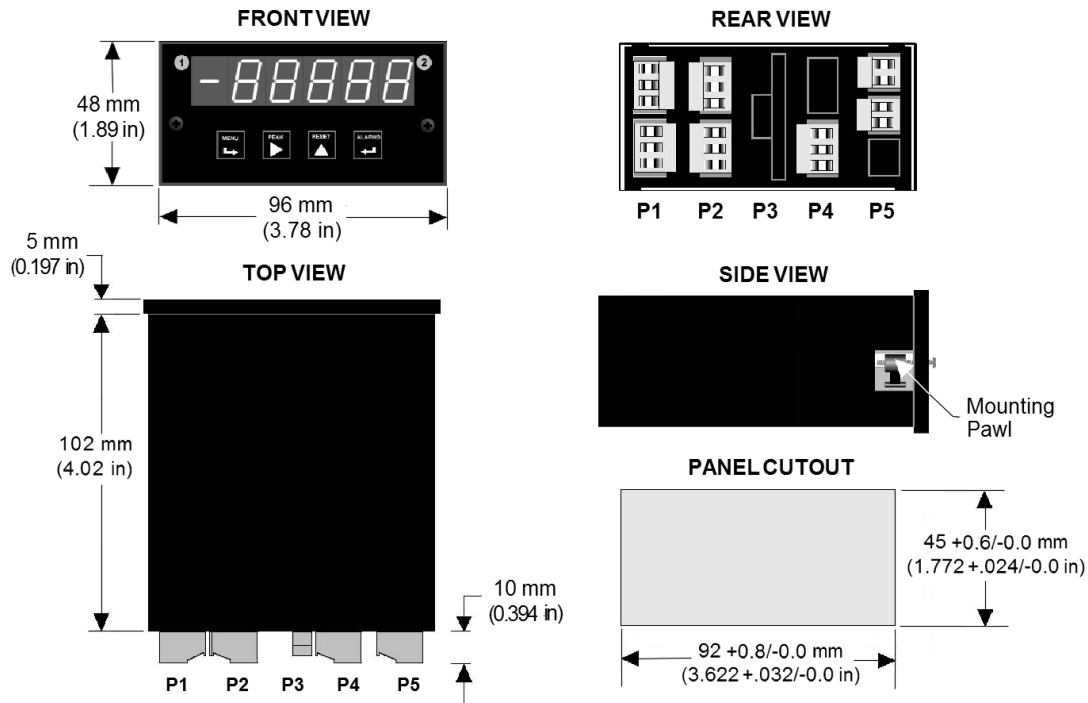 FRONT VIEW
1
-88888
2
MENU
PEAK
RESET
ALARMS
48 mm
(1.89 in)
96 mm
(3.78 in)
REAR VIEW
P1 P2 P3 P4 P5
5 mm
(0.197 in)
TOP VIEW
102 mm
(4.02 in)
10 mm
(0.394 in)
P1 P2 P3 P4 P5
SIDE VIEW
Mounting
Pawl
PANEL CUTOUT
45 +0.6/-0.0 mm
(1.772 +.024/-0.0 in)
92 +0.8/-0.0 mm
(3.622 +.032/-0.0 in)